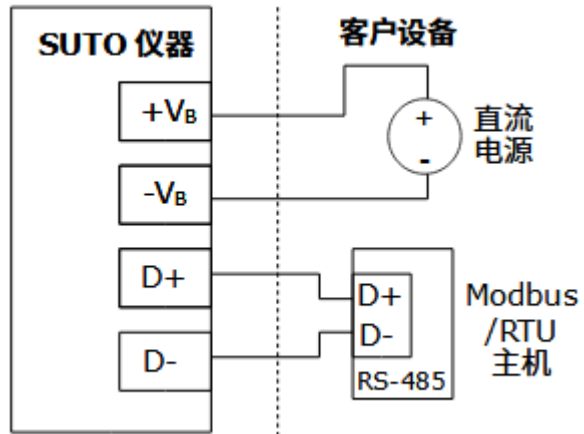 SUTO 仪器
客户设备
+VB
-VB
D+
D-
+
-
直流
电源
D+
D-
RS-485
Modbus
/RTU
主机